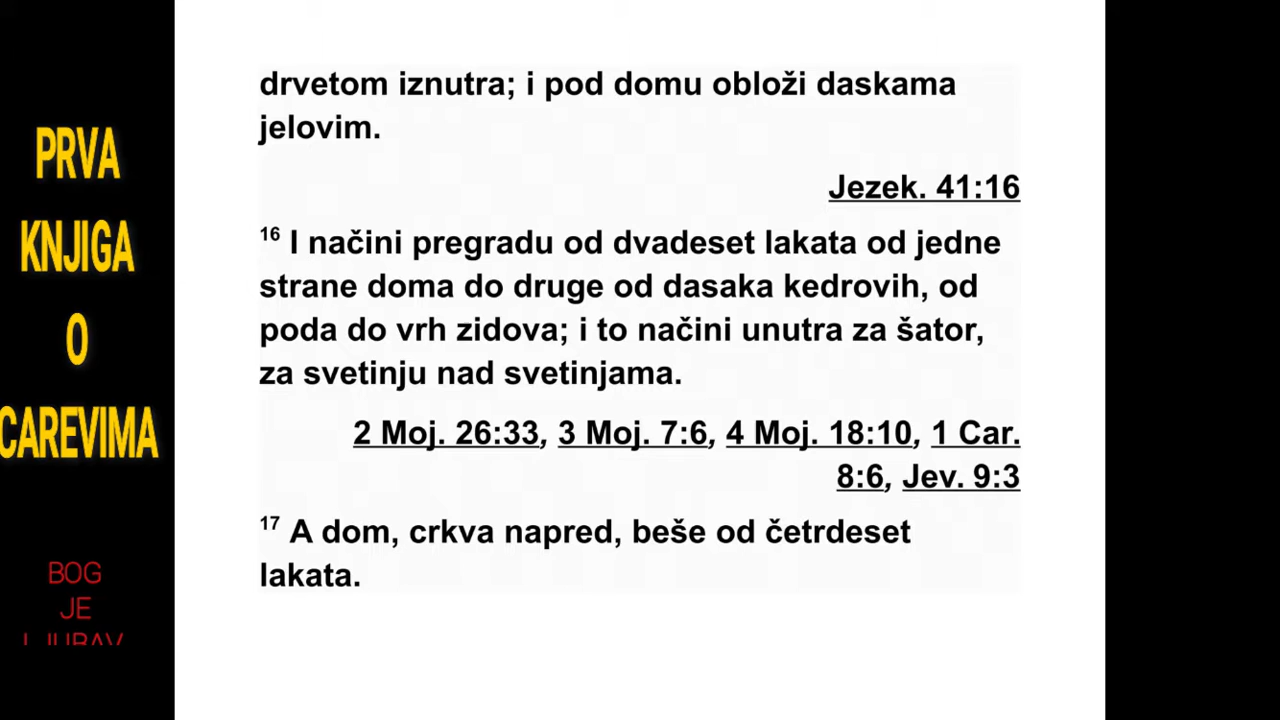 PRVA
KNJIGA
O
CAREVIMA
BOG
JE
LJUBAV
drvetom iznutra; i pod domu obloži daskama
jelovim.
Jezek. 41:16
16 I načini pregradu od dvadeset lakata od jedne
strane doma do druge od dasaka kedrovih, od
poda do vrh zidova; i to načini unutra za šator,
za svetinju nad svetinjama.
2 Moj. 26:33, 3 Moj. 7:6, 4 Moj. 18:10, 1 Car.
8:6, Jev. 9:3
17 A dom, crkva napred, beše od četrdeset
lakata.